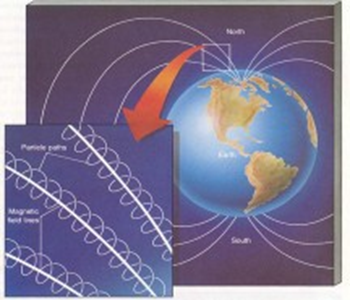 North
Earth
South
Particle paths
Magnetic
field lines